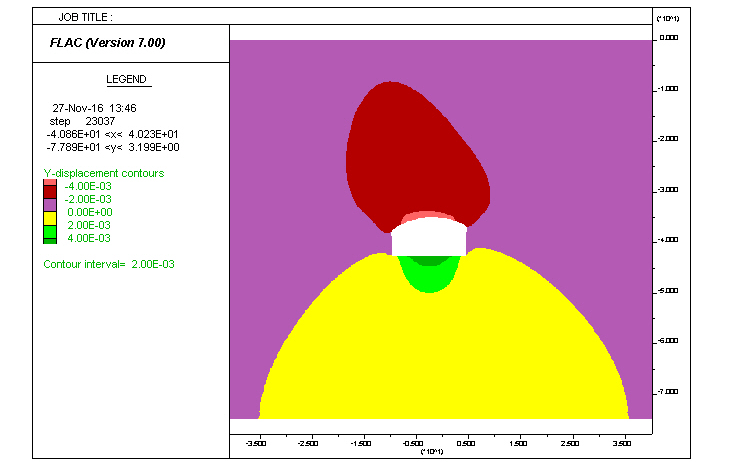 JOB TITLE :
FLAC (Version 7.00)
LEGEND
27-Nov-16 13:46
step 23037
-4.086E+01 <x< 4.023E+01
-7.789E+01 <y< 3.199E+00
Y-displacement contours
-4.00E-03
-2.00E-03
0.00E+00
2.00E-03
4.00E-03
Contour interval= 2.00E-03
(*10^1)
0.000
-1.000
-2.000
-3.000
-4.000
-5.000
-6.000
-7.000
-3.500 -2.500 -1.500 -0.500 0.500 1.500 2.500 3.500
(*10^1)